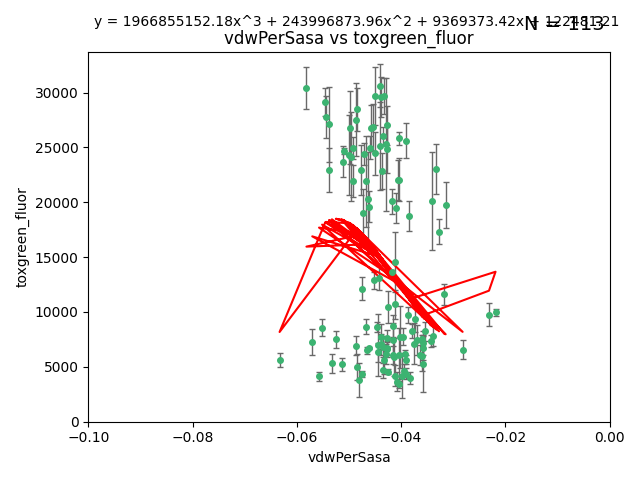 y = 1966855152.18x^3 + 243996873.96x^2 + 9369373.42x
N = 113
vdwPerSasa vs toxgreen_fluor
toxgreen_fluor
30000
25000
20000
15000
10000
5000
0
−0.10
−0.08
−0.06
−0.04
−0.02
0.00
vdwPerSasa